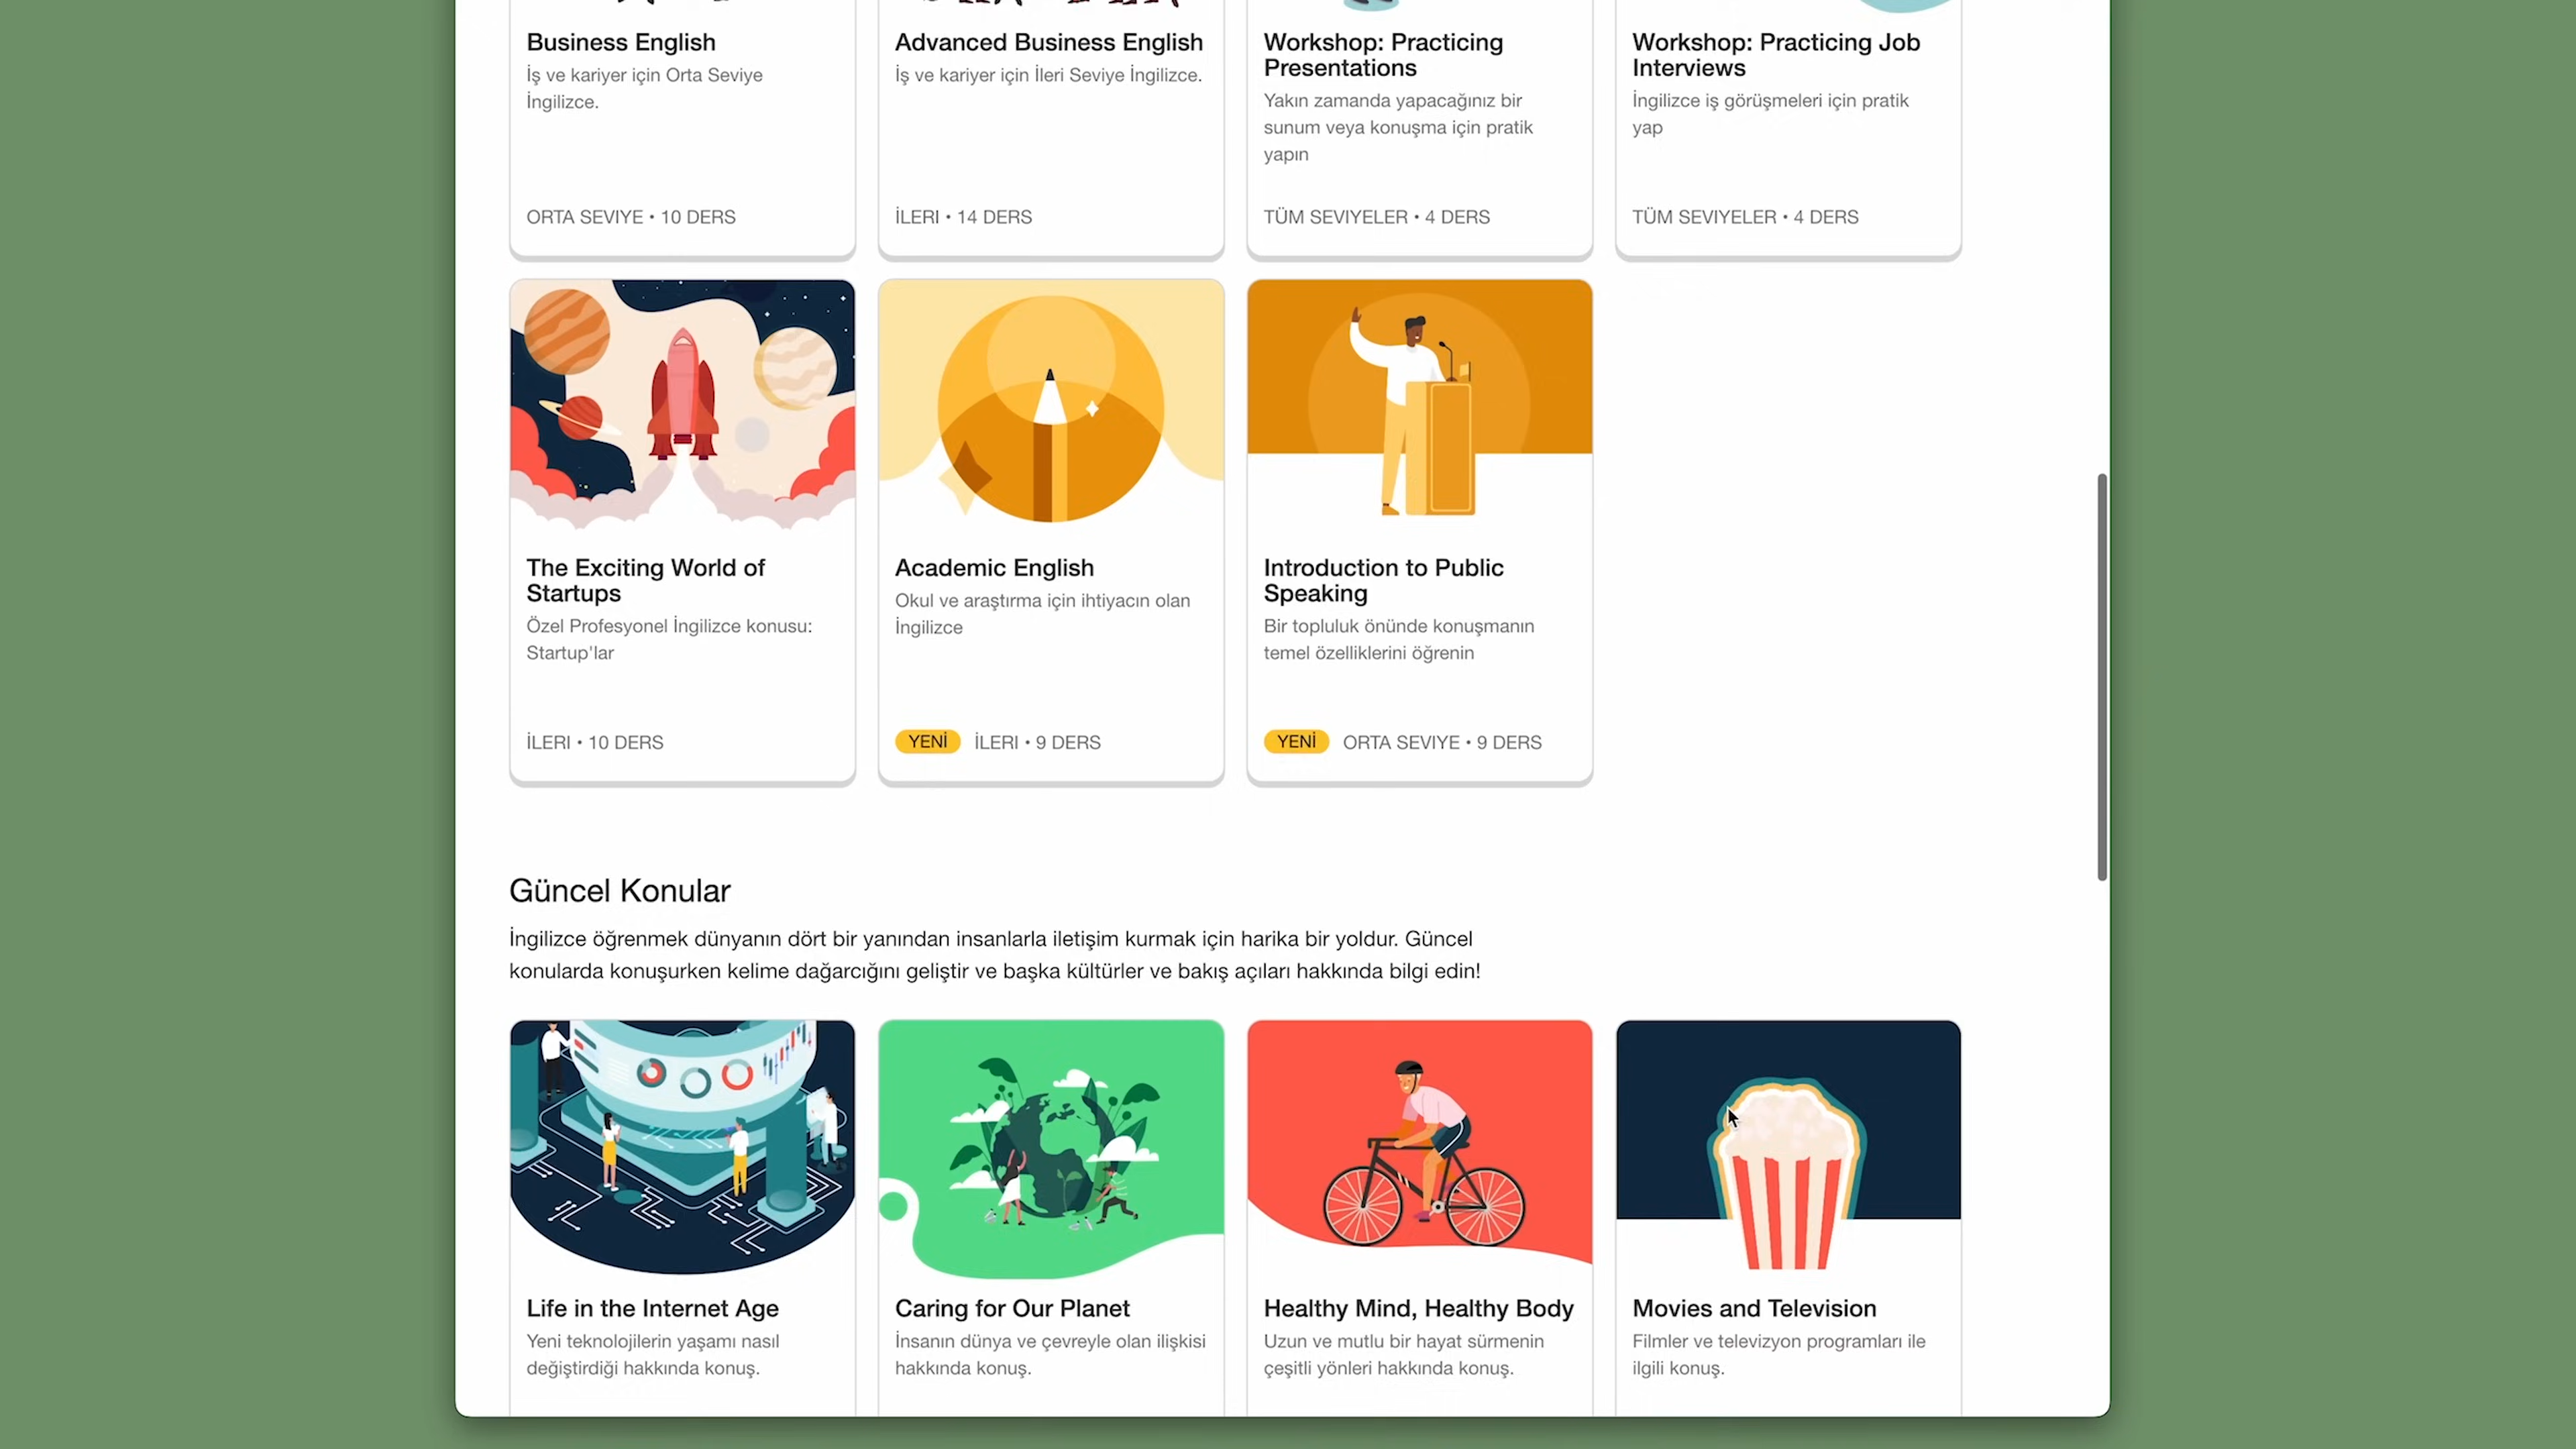 Business English
İş ve kariyer için Orta Seviye
İngilizce.
ORTA SEVIYE • 10 DERS
Advanced Business English
İş ve kariyer için İleri Seviye İngilizce.
İLERI • 14 DERS
Workshop: Practicing
Presentations
Yakın zamanda yapacağınız bir
sunum veya konuşma için pratik
yapın
TÜM SEVIYELER • 4 DERS
Workshop: Practicing Job
Interviews
İngilizce iş görüşmeleri için pratik
yap
TÜM SEVIYELER • 4 DERS
The Exciting World of
Startups
Özel Profesyonel İngilizce konusu:
Startup'lar
İLERI • 10 DERS
Academic English
Okul ve araştırma için ihtiyacın olan
İngilizce
YENİ İLERI • 9 DERS
Introduction to Public
Speaking
Bir topluluk önünde konuşmanın
temel özelliklerini öğrenin
YENİ ORTA SEVIYE • 9 DERS
Güncel Konular
İngilizce öğrenmek dünyanın dört bir yanından insanlarla iletişim kurmak için harika bir yoldur. Güncel
konularda konuşurken kelime dağarcığını geliştir ve başka kültürler ve bakış açıları hakkında bilgi edin!
Life in the Internet Age
Yeni teknolojilerin yaşamı nasıl
değiştirdiği hakkında konuş.
Caring for Our Planet
İnsanın dünya ve çevreyle olan ilişkisi
hakkında konuş.
Healthy Mind, Healthy Body
Uzun ve mutlu bir hayat sürmenin
çeşitli yönleri hakkında konuş.
Movies and Television
Filmler ve televizyon programları ile
ilgili konuş.